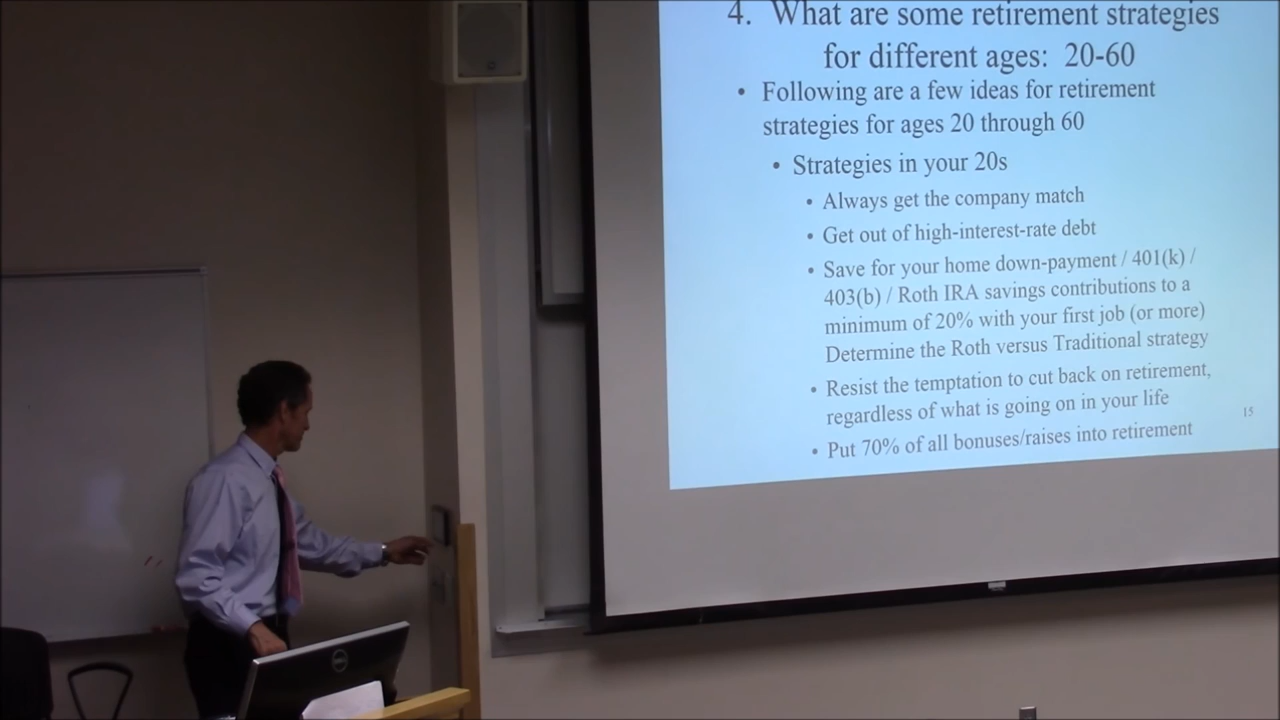 4. What are some retirement strategies
for different ages: 20-60
• Following are a few ideas for retirement
strategies for ages 20 through 60
• Strategies in your 20s
• Always get the company match
• Get out of high-interest-rate debt
• Save for your home down-payment / 401(k) /
403(b) / Roth IRA savings contributions to a
minimum of 20% with your first job (or more)
Determine the Roth versus Traditional strategy
• Resist the temptation to cut back on retirement,
regardless of what is going on in your life
• Put 70% of all bonuses/raises into retirement
15
DELL